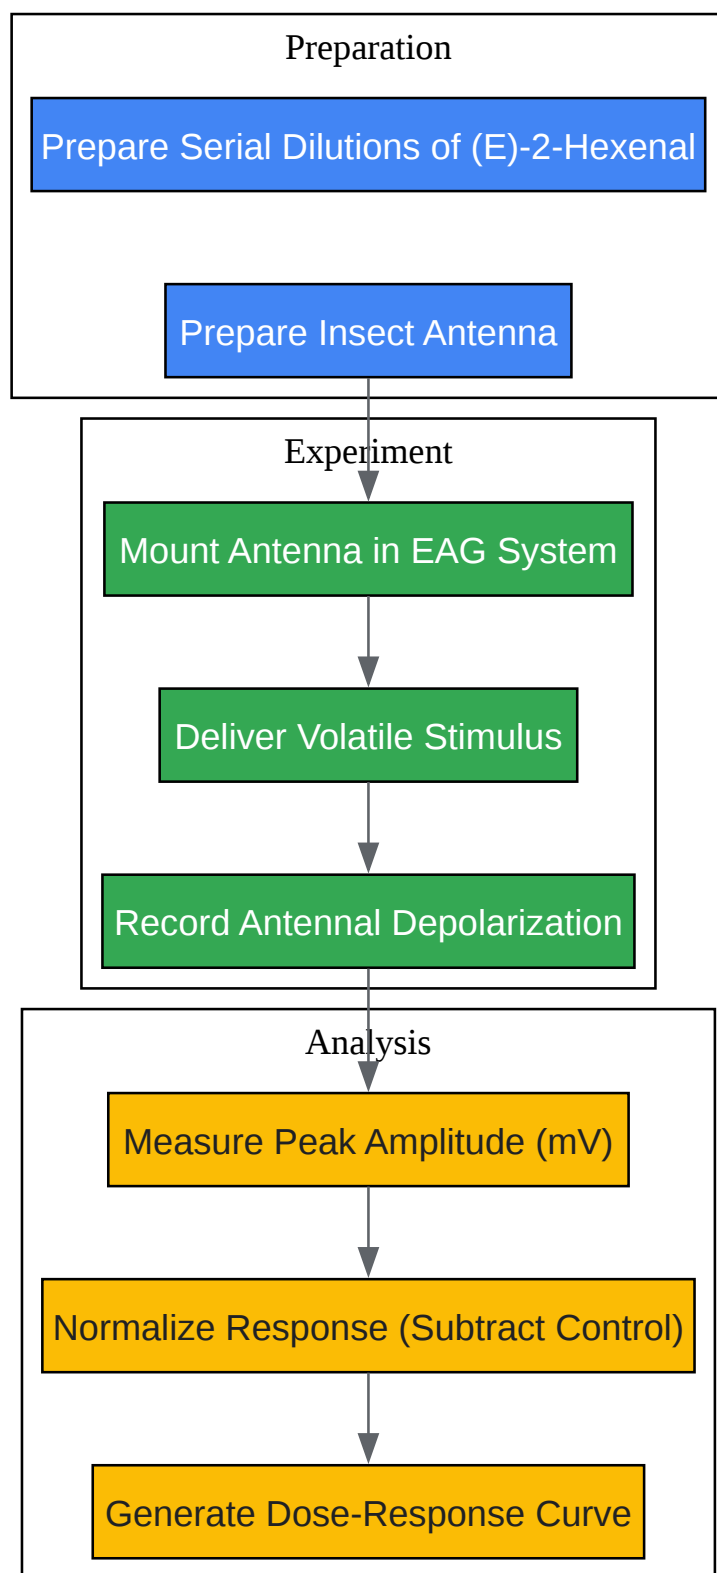 Preparation
Prepare Serial Dilutions of (E)-2-Hexenal
Prepare Insect Antenna
Experiment
Mount Antenna in EAG System
Deliver Volatile Stimulus
Record Antennal Depolarization
Analysis
Measure Peak Amplitude (mV)
Normalize Response (Subtract Control)
Generate Dose-Response Curve